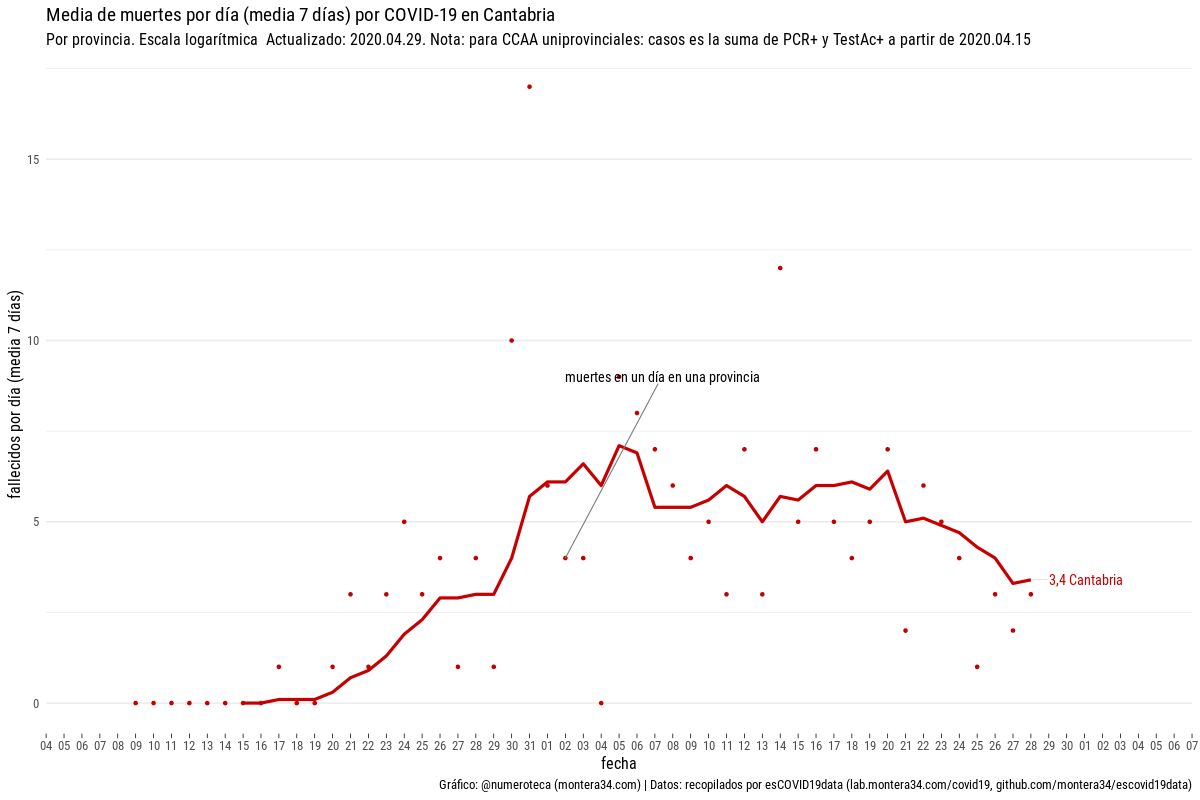 Media de muertes por día (media 7 días) por COVID-19 en Cantabria
Por provincia. Escala logarítmica  Actualizado: 2020.04.29. Nota: para CCAA uniprovinciales: casos es la suma de PCR+ y TestAc+ a partir de 2020.04.15
fallecidos por día (media 7 días)
15
10
5
0
muertes en un día en una provincia
3,4 Cantabria
04 05 06 07 08 09 10 11 12 13 14 15 16 17 18 19 20 21 22 23 24 25 26 27 28 29 30 31 01 02 03 04 05 06 07 08 09 10 11 12 13 14 15 16 17 18 19 20 21 22 23 24 25 26 27 28 29 30 01 02 03 04 05 06 07
fecha
Gráfico: @numeroteca (montera34.com) | Datos: recopilados por esCOVID19data (lab.montera34.com/covid19, github.com/montera34/escovid19data)